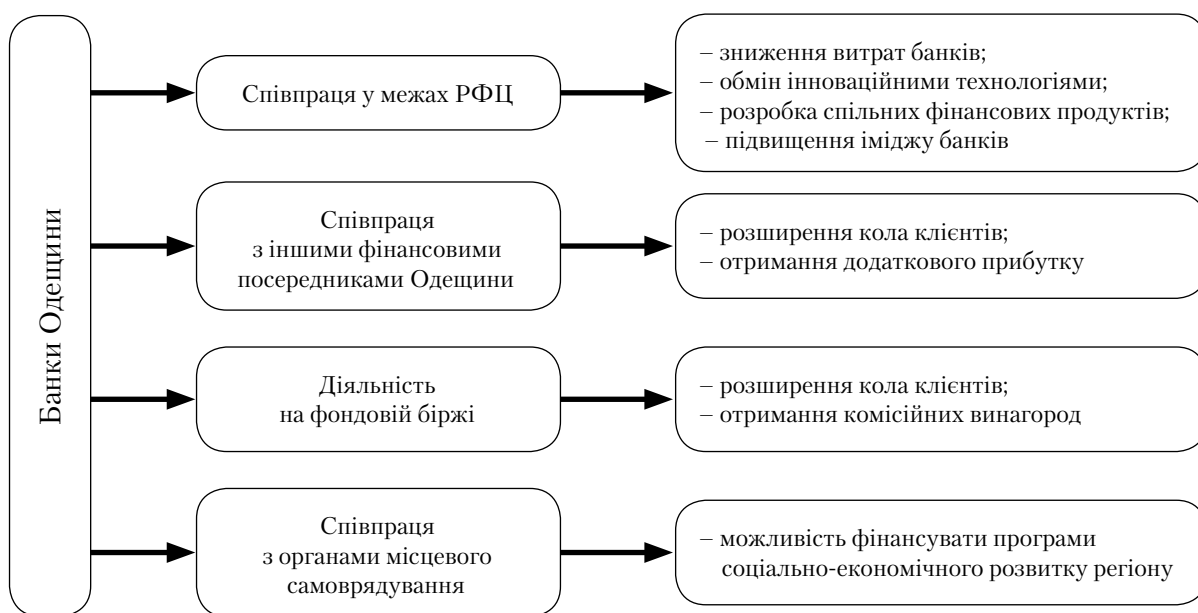 Банки Одещини
Співпраця у межах РФЦ
– зниження витрат банків;
– обмін інноваційними технологіями;
– розробка спільних фінансових продуктів;
– підвищення іміджу банків
Співпраця
з іншими фінансовими
посередниками Одещини
– розширення кола клієнтів;
– отримання додаткового прибутку
Діяльність
на фондовій біржі
– розширення кола клієнтів;
– отримання комісійних винагород
Співпраця
з органами місцевого
самоврядування
– можливість фінансувати програми
соціально-економічного розвитку регіону